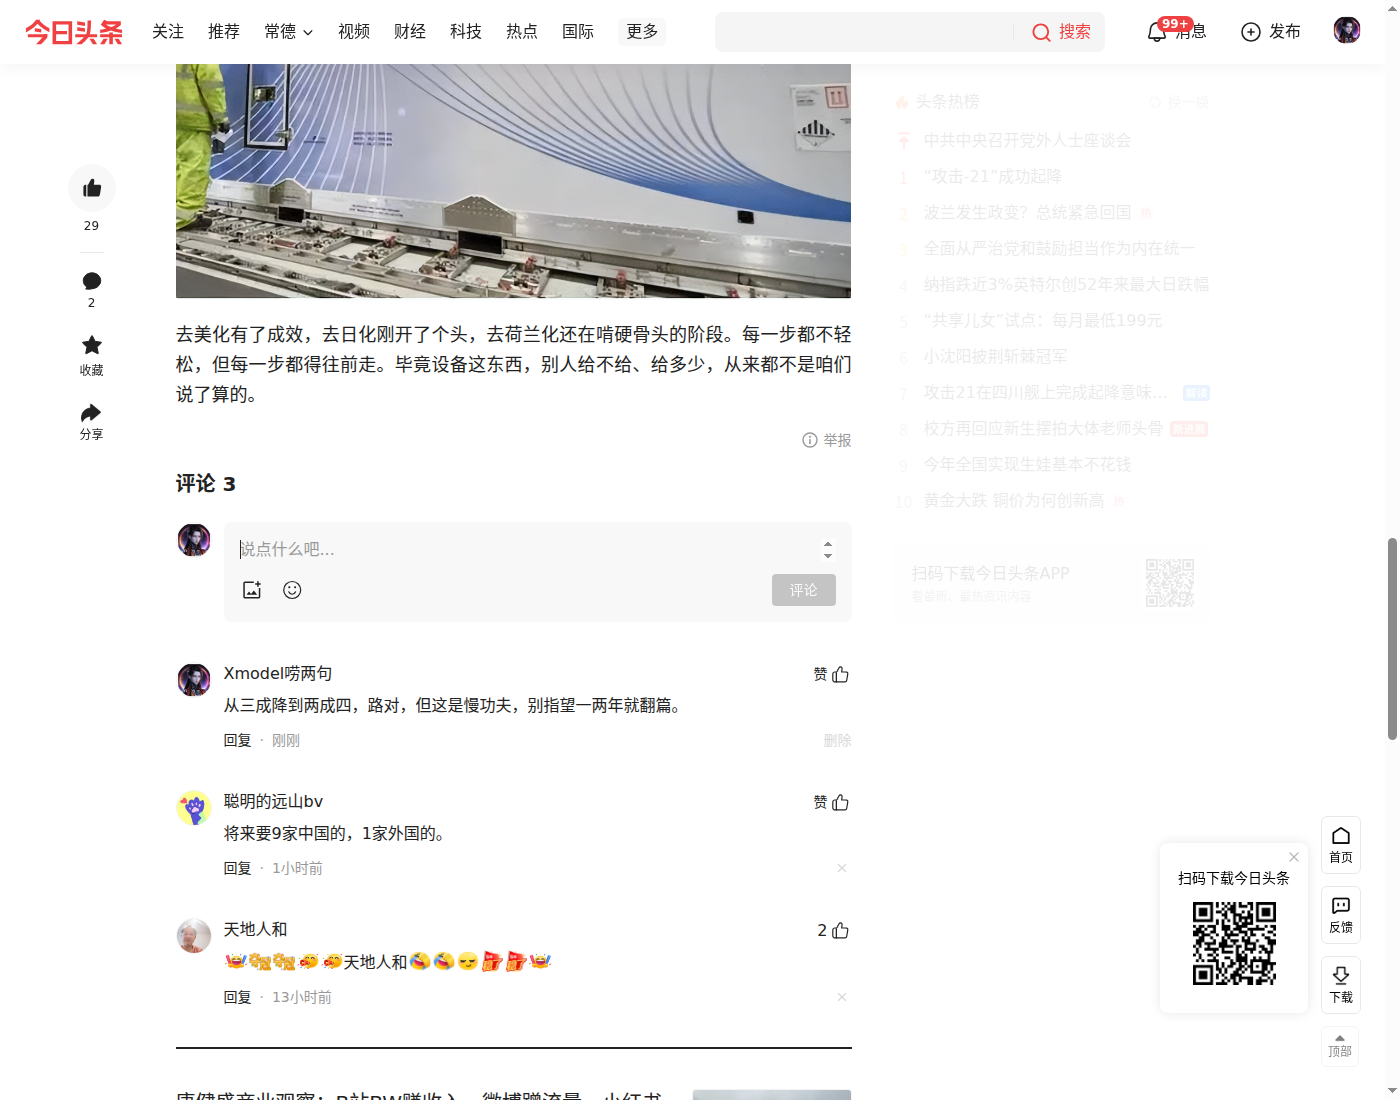 今日头条 关注 推荐 常德 视频 财经 科技 热点 国际 更多 搜索 99+ 消息 发布
29
2
收藏
分享
去美化有了成效，去日化刚开了个头，去荷兰化还在啃硬骨头的阶段。每一步都不轻
松，但每一步都得往前走。毕竟设备这东西，别人给不给、给多少，从来都不是咱们
说了算的。
举报
评论 3
说点什么吧...
评论
Xmodel唠两句 赞
从三成降到两成四，路对，但这是慢功夫，别指望一两年就翻篇。
回复 · 刚刚 删除
聪明的远山bv 赞
将来要9家中国的，1家外国的。
回复 · 1小时前
天地人和 2
天地人和
回复 · 13小时前
头条热榜 换一换
中共中央召开党外人士座谈会
1 “攻击-21”成功起降
2 波兰发生政变？总统紧急回国 热
3 全面从严治党和鼓励担当作为内在统一
4 纳指跌近3%英特尔创52年来最大日跌幅
5 “共享儿女”试点：每月最低199元
6 小沈阳披荆斩棘冠军
7 攻击21在四川舰上完成起降意味... 解读
8 校方再回应新生摆拍大体老师头骨
9 今年全国实现生娃基本不花钱
10 黄金大跌 铜价为何创新高 热
扫码下载今日头条APP
看最新、最热资讯内容
扫码下载今日头条
首页
反馈
下载
顶部